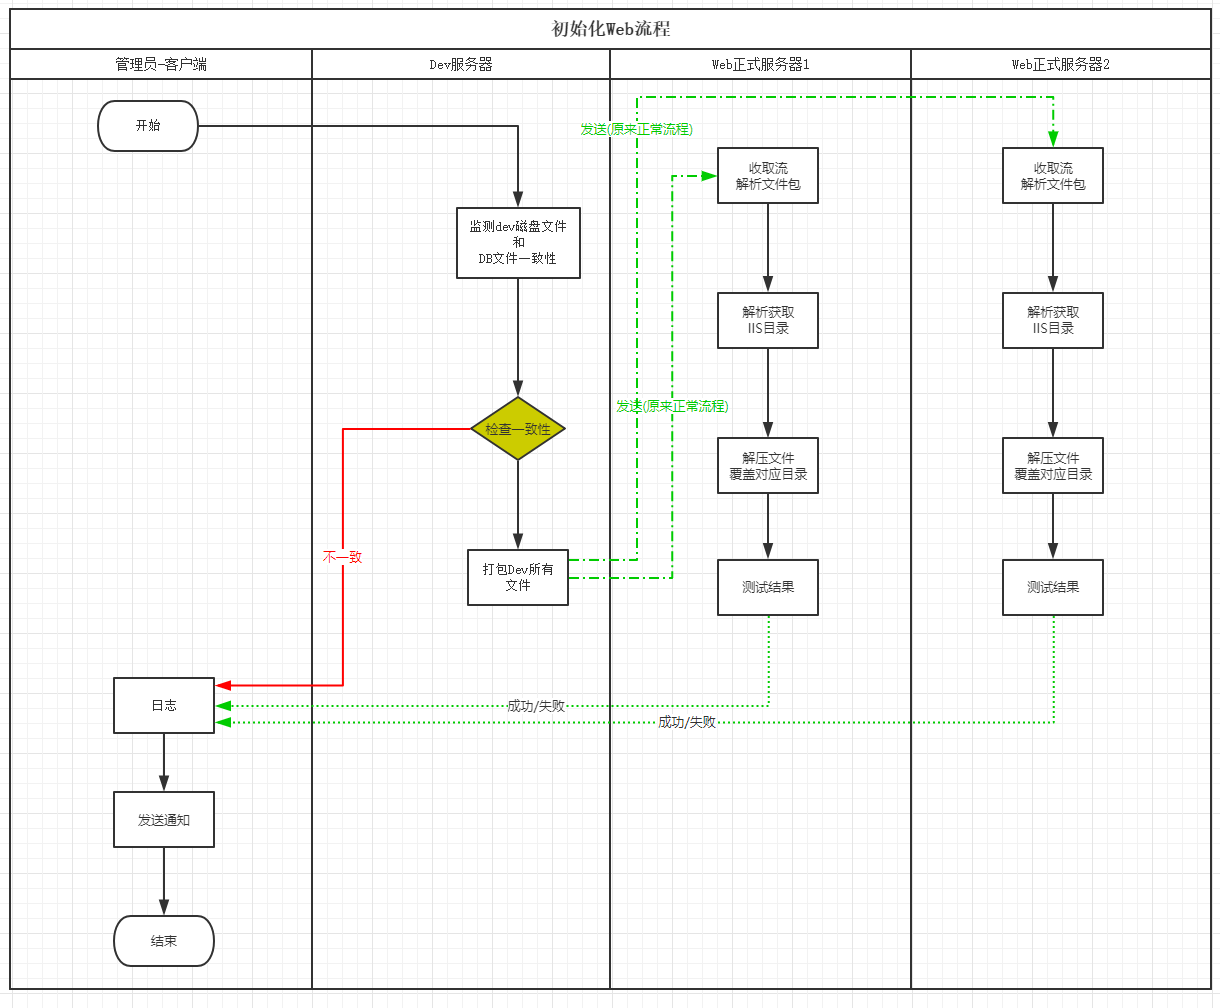 初始化Web流程
管理员-客户端
Dev服务器
Web正式服务器1
Web正式服务器2
开始
发送(原来正常流程)
收取流
解析文件包
收取流
解析文件包
监测dev磁盘文件
和
DB文件一致性
解析获取
IIS目录
解析获取
IIS目录
发送(原来正常流程)
检查一致性
解压文件
覆盖对应目录
解压文件
覆盖对应目录
不一致
打包Dev所有
文件
测试结果
测试结果
日志
成功/失败
成功/失败
发送通知
结束